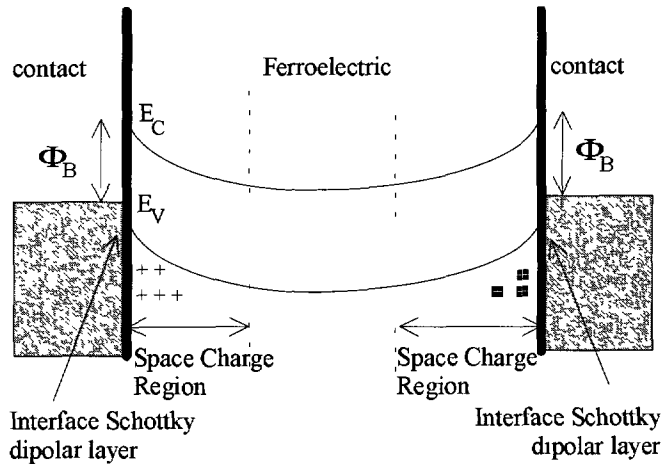 contact
Ferroelectric
contact
E_C
Φ_B
Φ_B
E_V
+ +
+ + +
Space Charge
Region
Space Charge
Region
Interface Schottky
dipolar layer
Interface Schottky
dipolar layer